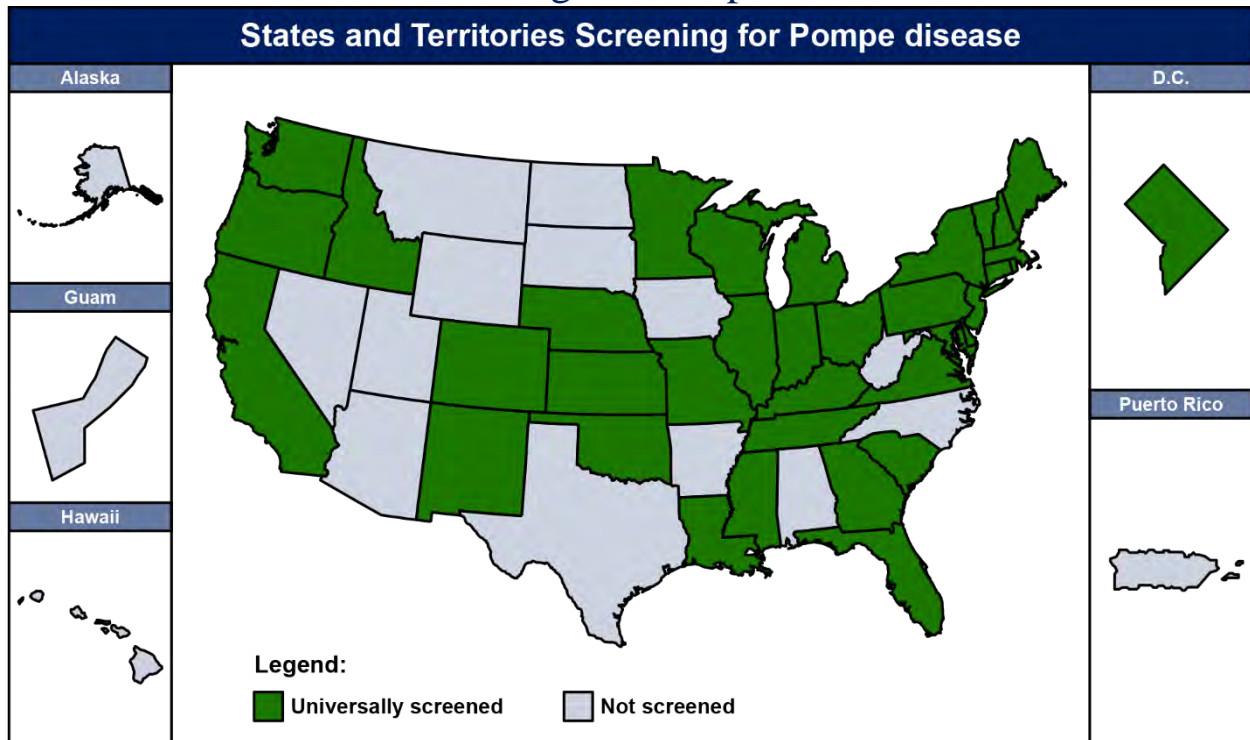 States and Territories Screening for Pompe disease
Alaska
D.C.
Guam
Puerto Rico
Hawaii
Legend:
Universally screened
Not screened